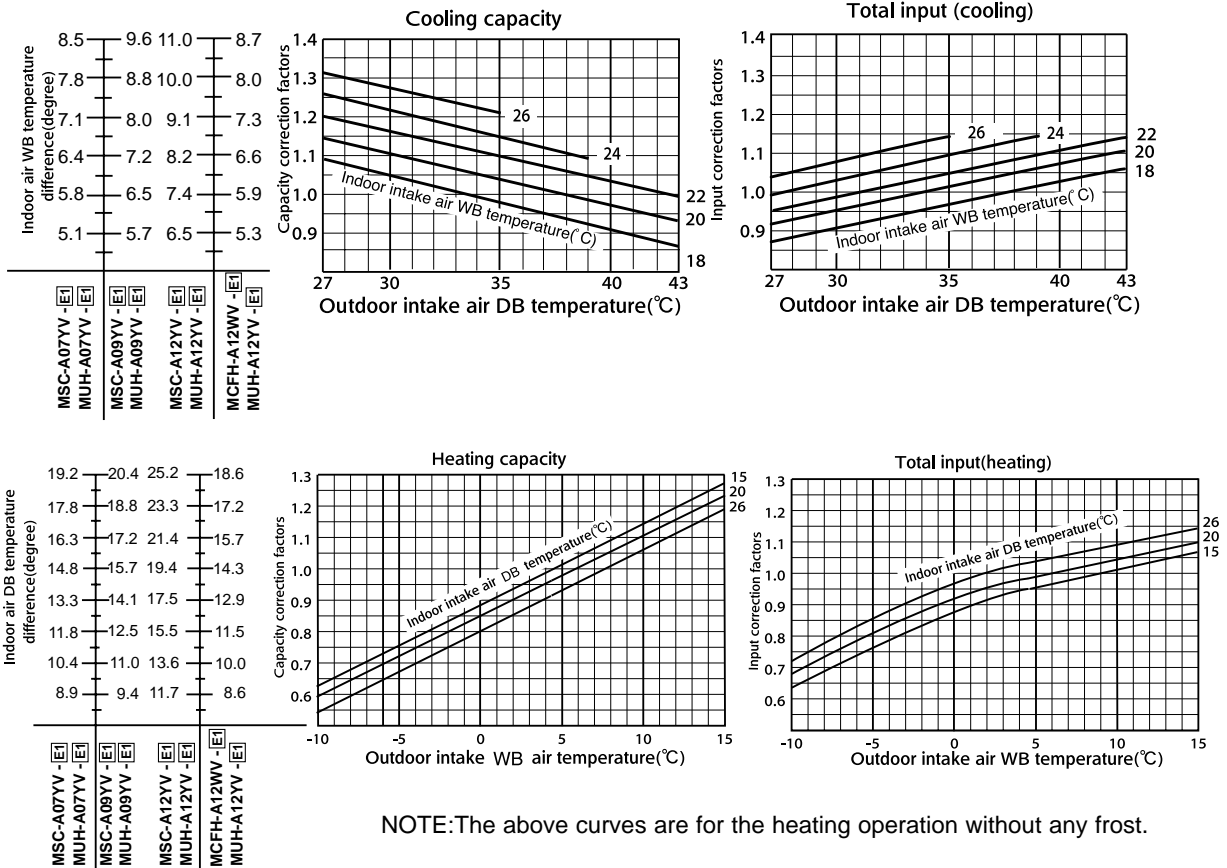 Cooling capacity
Total input (cooling)
Indoor air WB temperature
difference(degree)
8.5 9.6 11.0 8.7
7.8 8.8 10.0 8.0
7.1 8.0 9.1 7.3
6.4 7.2 8.2 6.6
5.8 6.5 7.4 5.9
5.1 5.7 6.5 5.3
MSC-A07YV - E1
MUH-A07YV - E1
MSC-A09YV - E1
MUH-A09YV - E1
MSC-A12YV - E1
MUH-A12YV - E1
MCFH-A12WV - E1
MUH-A12YV - E1
Capacity correction factors
1.4
1.3
1.2
1.1
1.0
0.9
26
24
22
20
18
Indoor intake air WB temperature(°C)
27 30 35 40 43
Outdoor intake air DB temperature(°C)
Input correction factors
1.4
1.3
1.2
1.1
1.0
0.9
26 24 22
20
18
Indoor intake air WB temperature(°C)
27 30 35 40 43
Outdoor intake air DB temperature(°C)
Indoor air DB temperature
difference(degree)
19.2 20.4 25.2 18.6
17.8 18.8 23.3 17.2
16.3 17.2 21.4 15.7
14.8 15.7 19.4 14.3
13.3 14.1 17.5 12.9
11.8 12.5 15.5 11.5
10.4 11.0 13.6 10.0
8.9 9.4 11.7 8.6
MSC-A07YV - E1
MUH-A07YV - E1
MSC-A09YV - E1
MUH-A09YV - E1
MSC-A12YV - E1
MUH-A12YV - E1
MCFH-A12WV - E1
MUH-A12YV - E1
Heating capacity
Capacity correction factors
1.3
1.2
1.1
1.0
0.9
0.8
0.7
0.6
15
20
26
Indoor intake air DB temperature(°C)
-10 -5 0 5 10 15
Outdoor intake WB air temperature(°C)
Total input(heating)
Input correction factors
1.3
1.2
1.1
1.0
0.9
0.8
0.7
0.6
26
20
15
Indoor intake air DB temperature(°C)
-10 -5 0 5 10 15
Outdoor intake air WB temperature(°C)
NOTE:The above curves are for the heating operation without any frost.